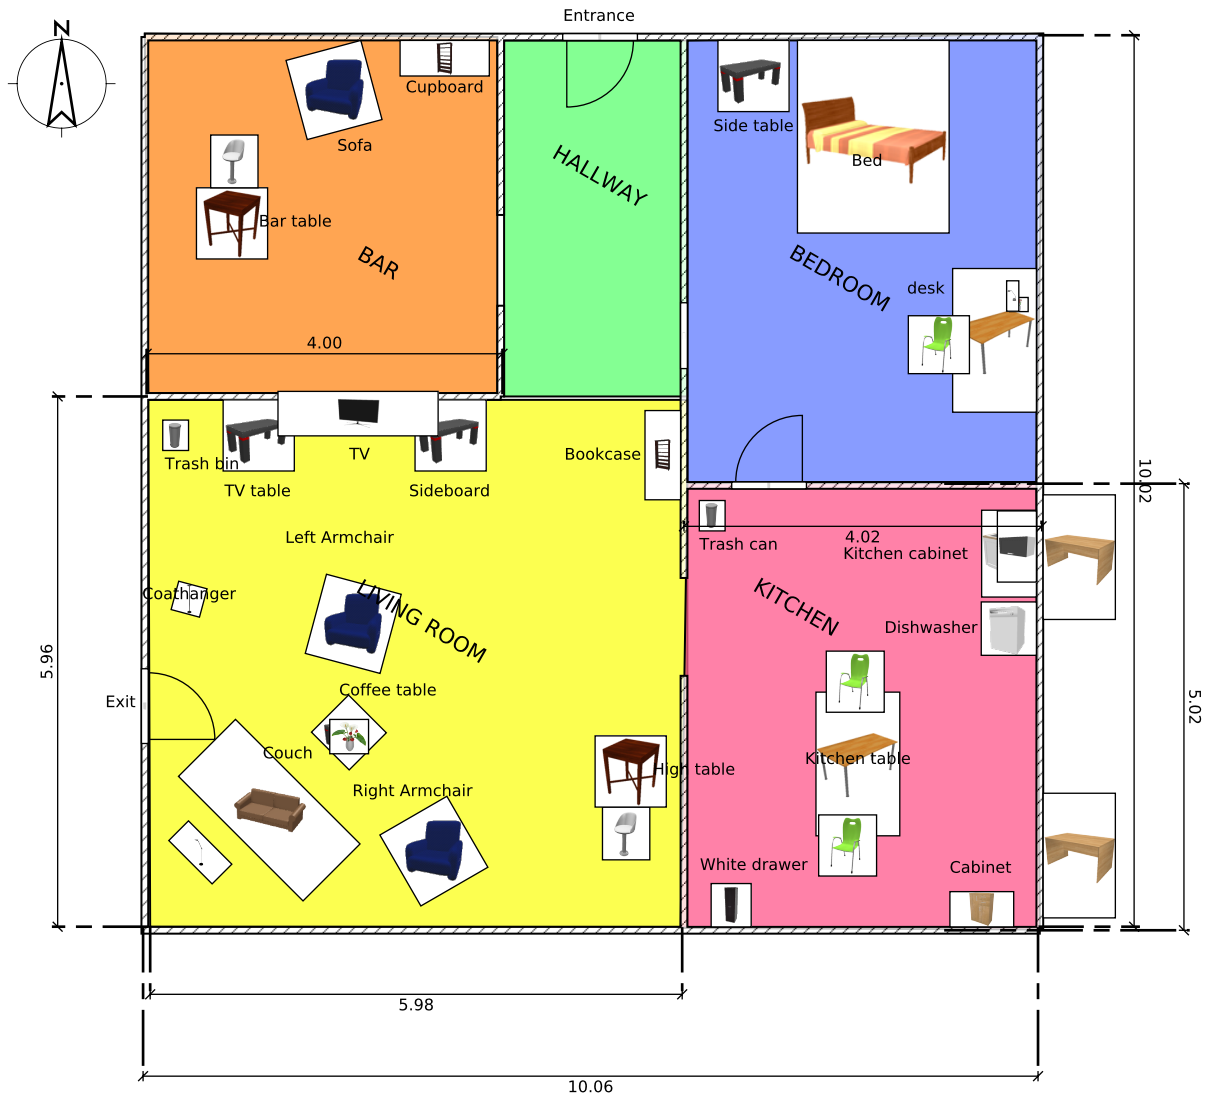 Entrance
N
Cupboard
Sofa
Side table
Bed
HALLWAY
Bar table
BAR
BEDROOM
desk
4.00
TV
Bookcase
Trash bin
TV table
Sideboard
10.02
Left Armchair
4.02
Trash can
Kitchen cabinet
Coathanger
LIVING ROOM
KITCHEN
Dishwasher
5.96
Coffee table
Exit
5.02
Couch
Kitchen table
High table
Right Armchair
White drawer
Cabinet
5.98
10.06